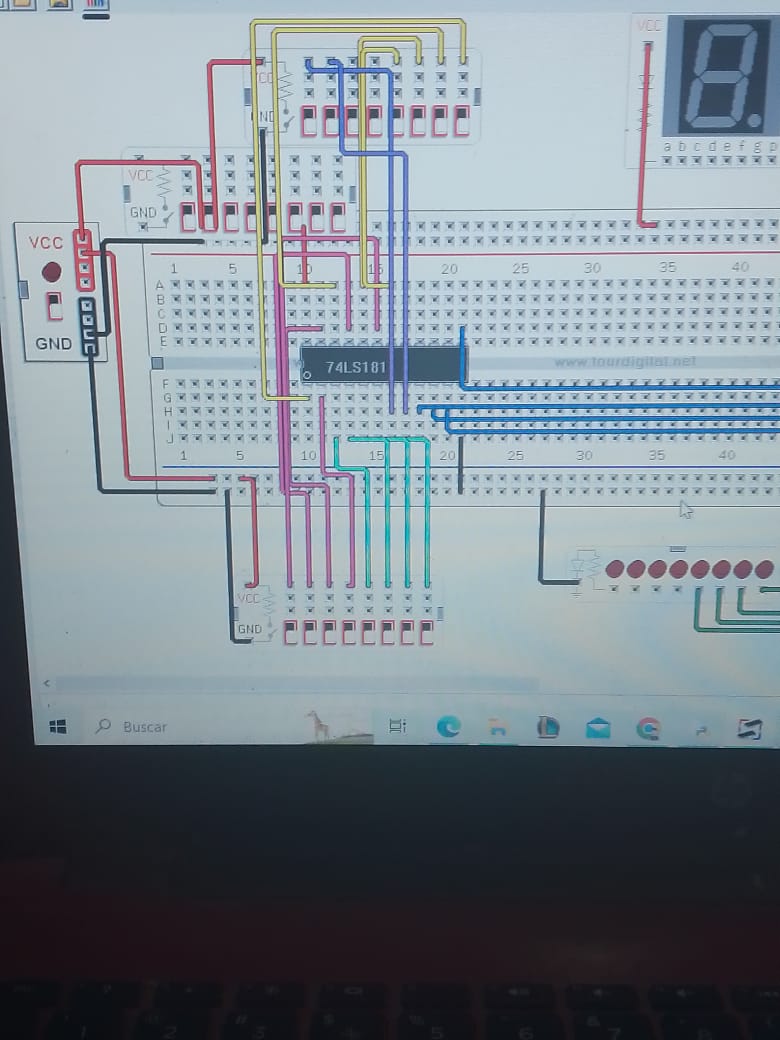 VCC
VCC
GND
a b c d e f g p
VCC
GND
VCC
GND
1 5 10 15 20 25 30 35 40
A
B
C
D
E
74LS181
www.tourdigital.net
F
G
H
I
J
1 5 10 15 20 25 30 35 40
VCC
GND
Buscar